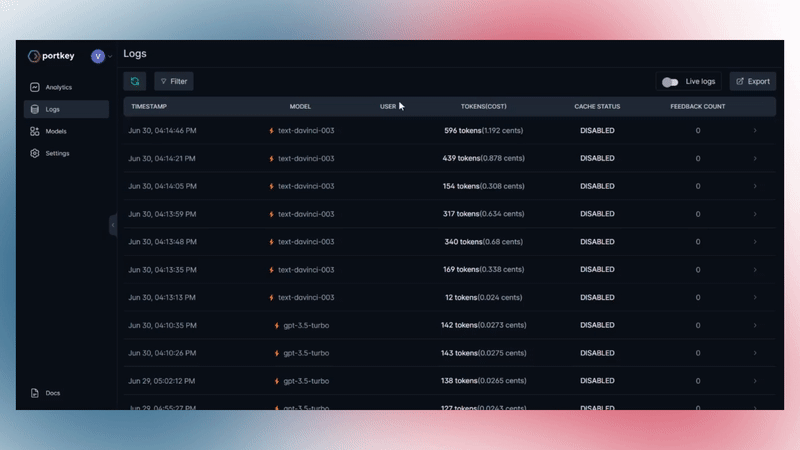 portkey
V
Logs
Analytics
Logs
Models
Settings
Docs
Filter
Live logs
Export
TIMESTAMP MODEL USER TOKENS(COST) CACHE STATUS FEEDBACK COUNT
Jun 30, 04:14:46 PM text-davinci-003 596 tokens(1.192 cents) DISABLED 0
Jun 30, 04:14:21 PM text-davinci-003 439 tokens(0.878 cents) DISABLED 0
Jun 30, 04:14:05 PM text-davinci-003 154 tokens(0.308 cents) DISABLED 0
Jun 30, 04:13:59 PM text-davinci-003 317 tokens(0.634 cents) DISABLED 0
Jun 30, 04:13:48 PM text-davinci-003 340 tokens(0.68 cents) DISABLED 0
Jun 30, 04:13:35 PM text-davinci-003 169 tokens(0.338 cents) DISABLED 0
Jun 30, 04:13:13 PM text-davinci-003 12 tokens(0.024 cents) DISABLED 0
Jun 30, 04:10:35 PM gpt-3.5-turbo 142 tokens(0.0273 cents) DISABLED 0
Jun 30, 04:10:26 PM gpt-3.5-turbo 143 tokens(0.0275 cents) DISABLED 0
Jun 29, 05:02:12 PM gpt-3.5-turbo 138 tokens(0.0265 cents) DISABLED 0
Jun 29, 04:55:27 PM gpt-3.5-turbo 127 tokens(0.0243 cents) DISABLED 0